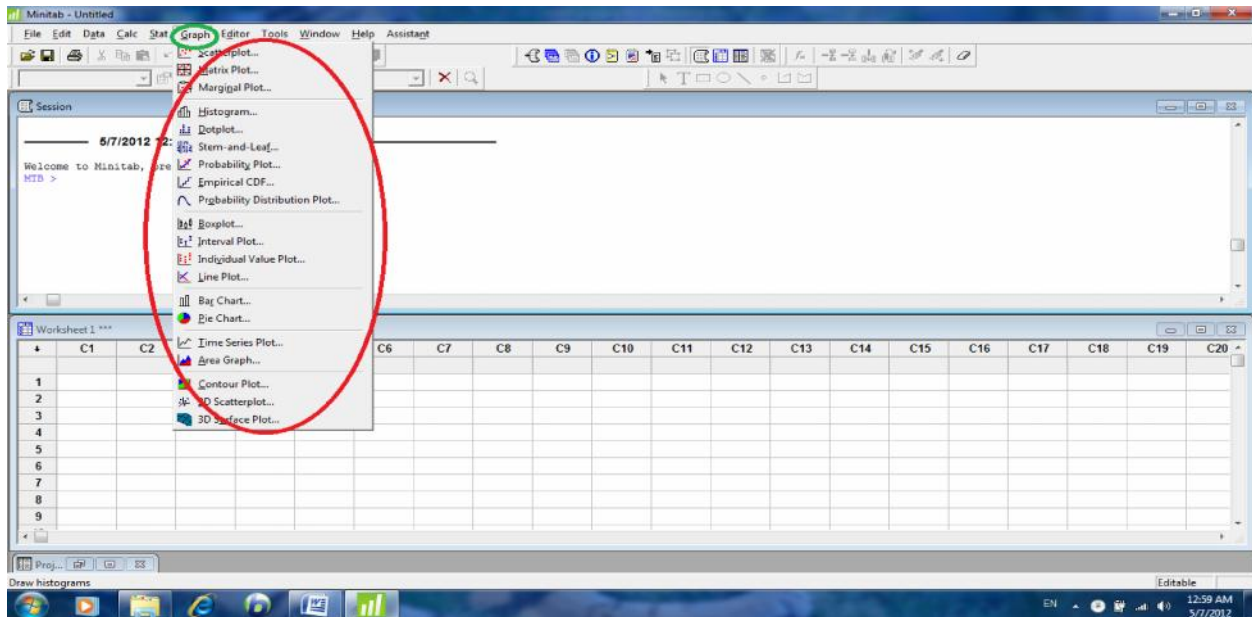 Minitab - Untitled
File Edit Data Calc Stat Graph Editor Tools Window Help Assistant
Scatterplot...
Matrix Plot...
Marginal Plot...
Histogram...
Dotplot...
Stem-and-Leaf...
Probability Plot...
Empirical CDF...
Probability Distribution Plot...
Boxplot...
Interval Plot...
Individual Value Plot...
Line Plot...
Bar Chart...
Pie Chart...
Time Series Plot...
Area Graph...
Contour Plot...
3D Scatterplot...
3D Surface Plot...
Session
5/7/2012 12:
Welcome to Minitab, pre
MTB >
Worksheet 1 ***
C1 C2 C6 C7 C8 C9 C10 C11 C12 C13 C14 C15 C16 C17 C18 C19 C20
1
2
3
4
5
6
7
8
9
Proj...
Draw histograms
Editable
EN
12:59 AM
5/7/2012